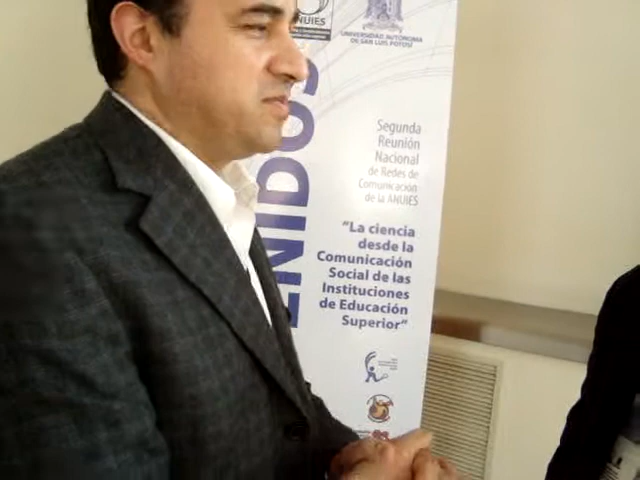 ANUIES
UNIVERSIDAD AUTONOMA
DE SAN LUIS POTOSÍ
ENIDOS
Segunda
Reunión
Nacional
de Redes de
Comunicación
de la ANUIES
"La ciencia
desde la
Comunicación
Social de las
Instituciones
de Educación
Superior"